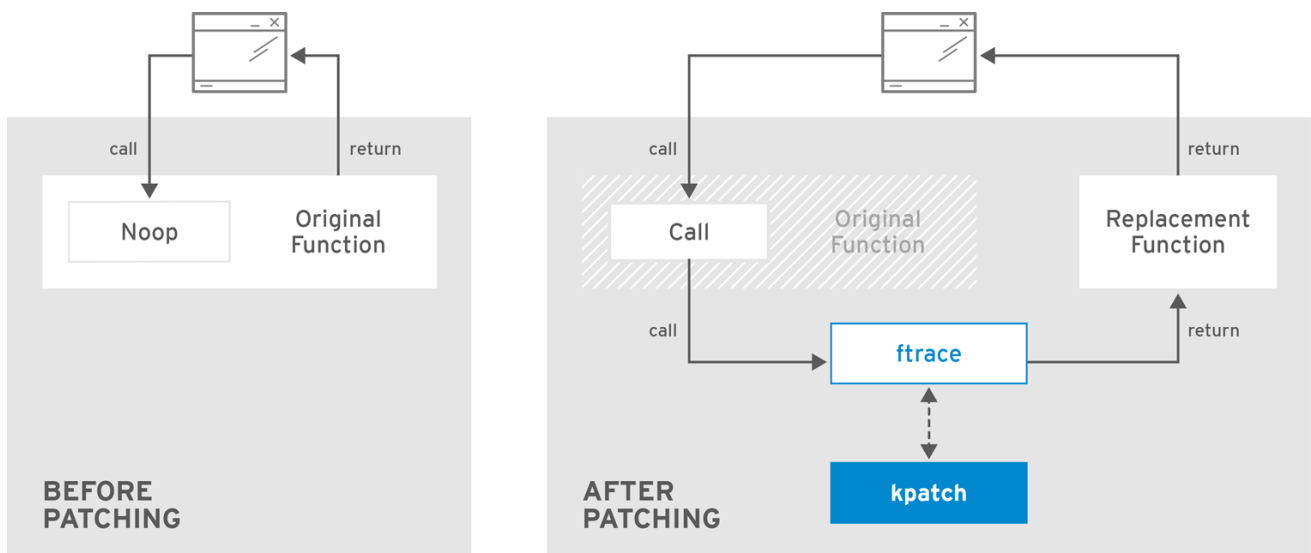 call
return
Noop
Original
Function
BEFORE
PATCHING
call
return
Call
Original
Function
Replacement
Function
call
return
ftrace
kpatch
AFTER
PATCHING